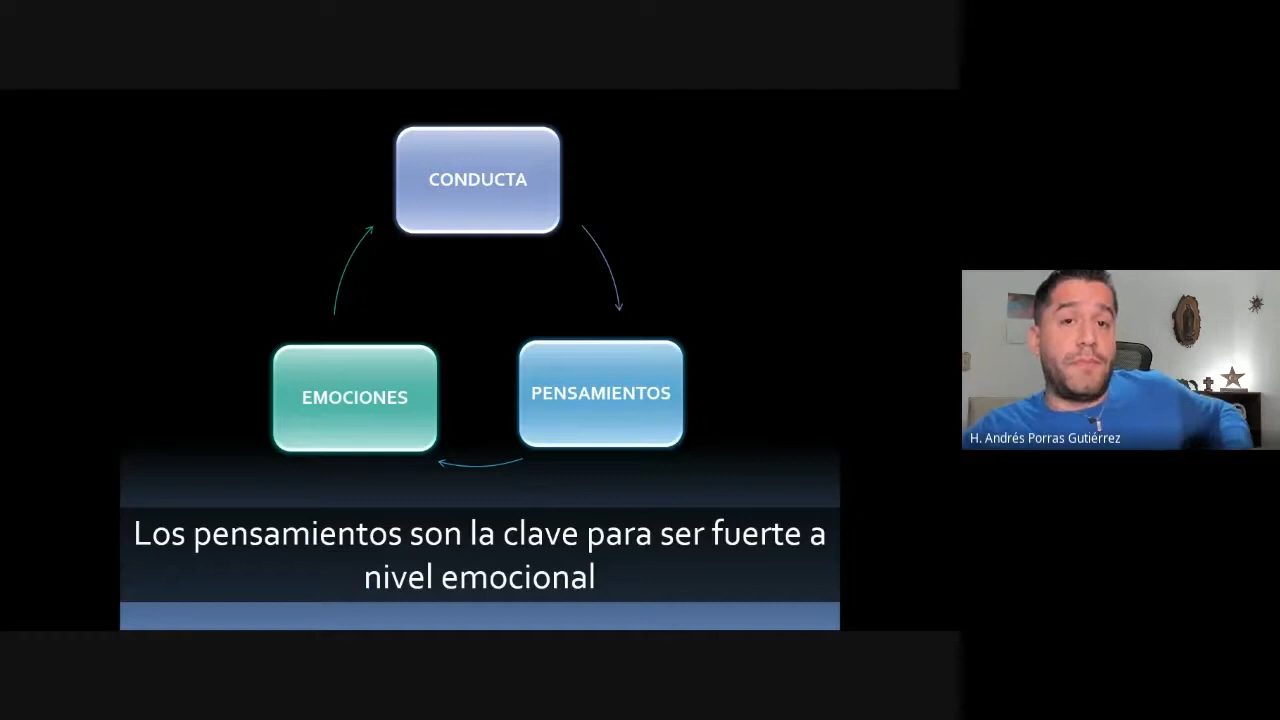 CONDUCTA
EMOCIONES
PENSAMIENTOS
Los pensamientos son la clave para ser fuerte a
nivel emocional
H. Andrés Porras Gutiérrez